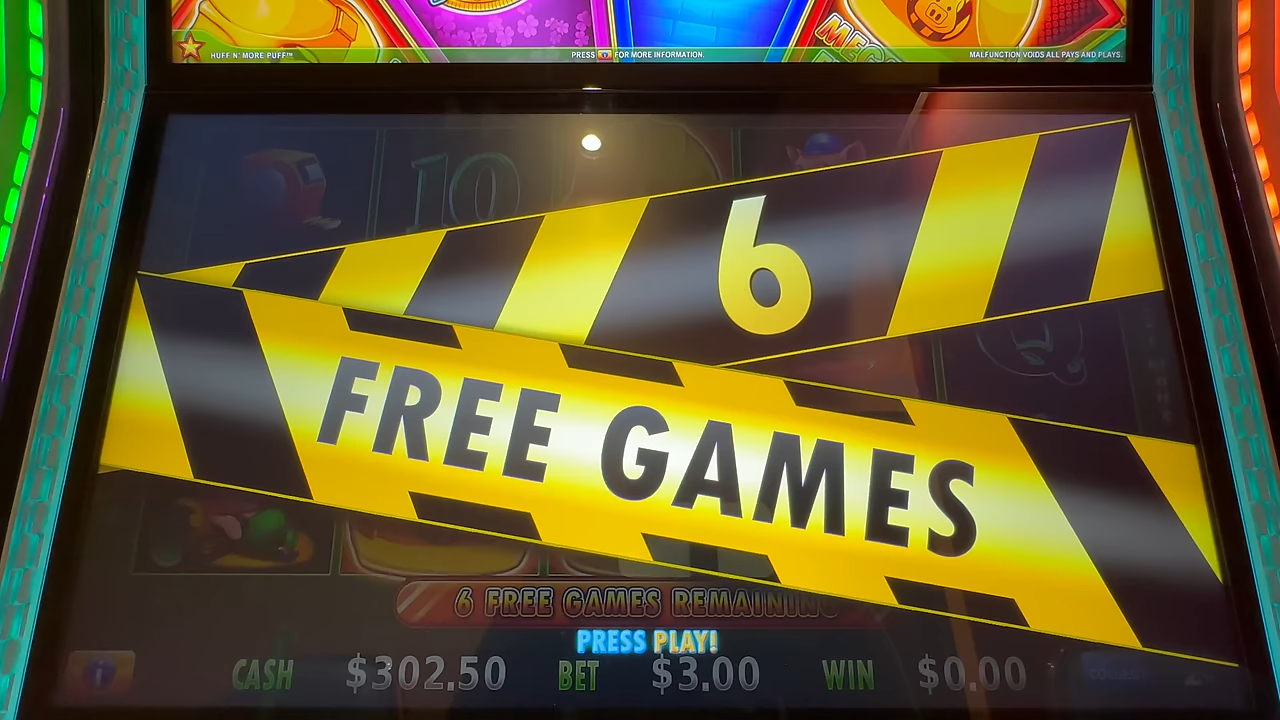 MEGA
HUFF N' MORE PUFF™
PRESS i FOR MORE INFORMATION.
MALFUNCTION VOIDS ALL PAYS AND PLAYS.
10
6
FREE GAMES
6 FREE GAMES REMAINING
PRESS PLAY!
CASH $302.50 BET $3.00 WIN $0.00